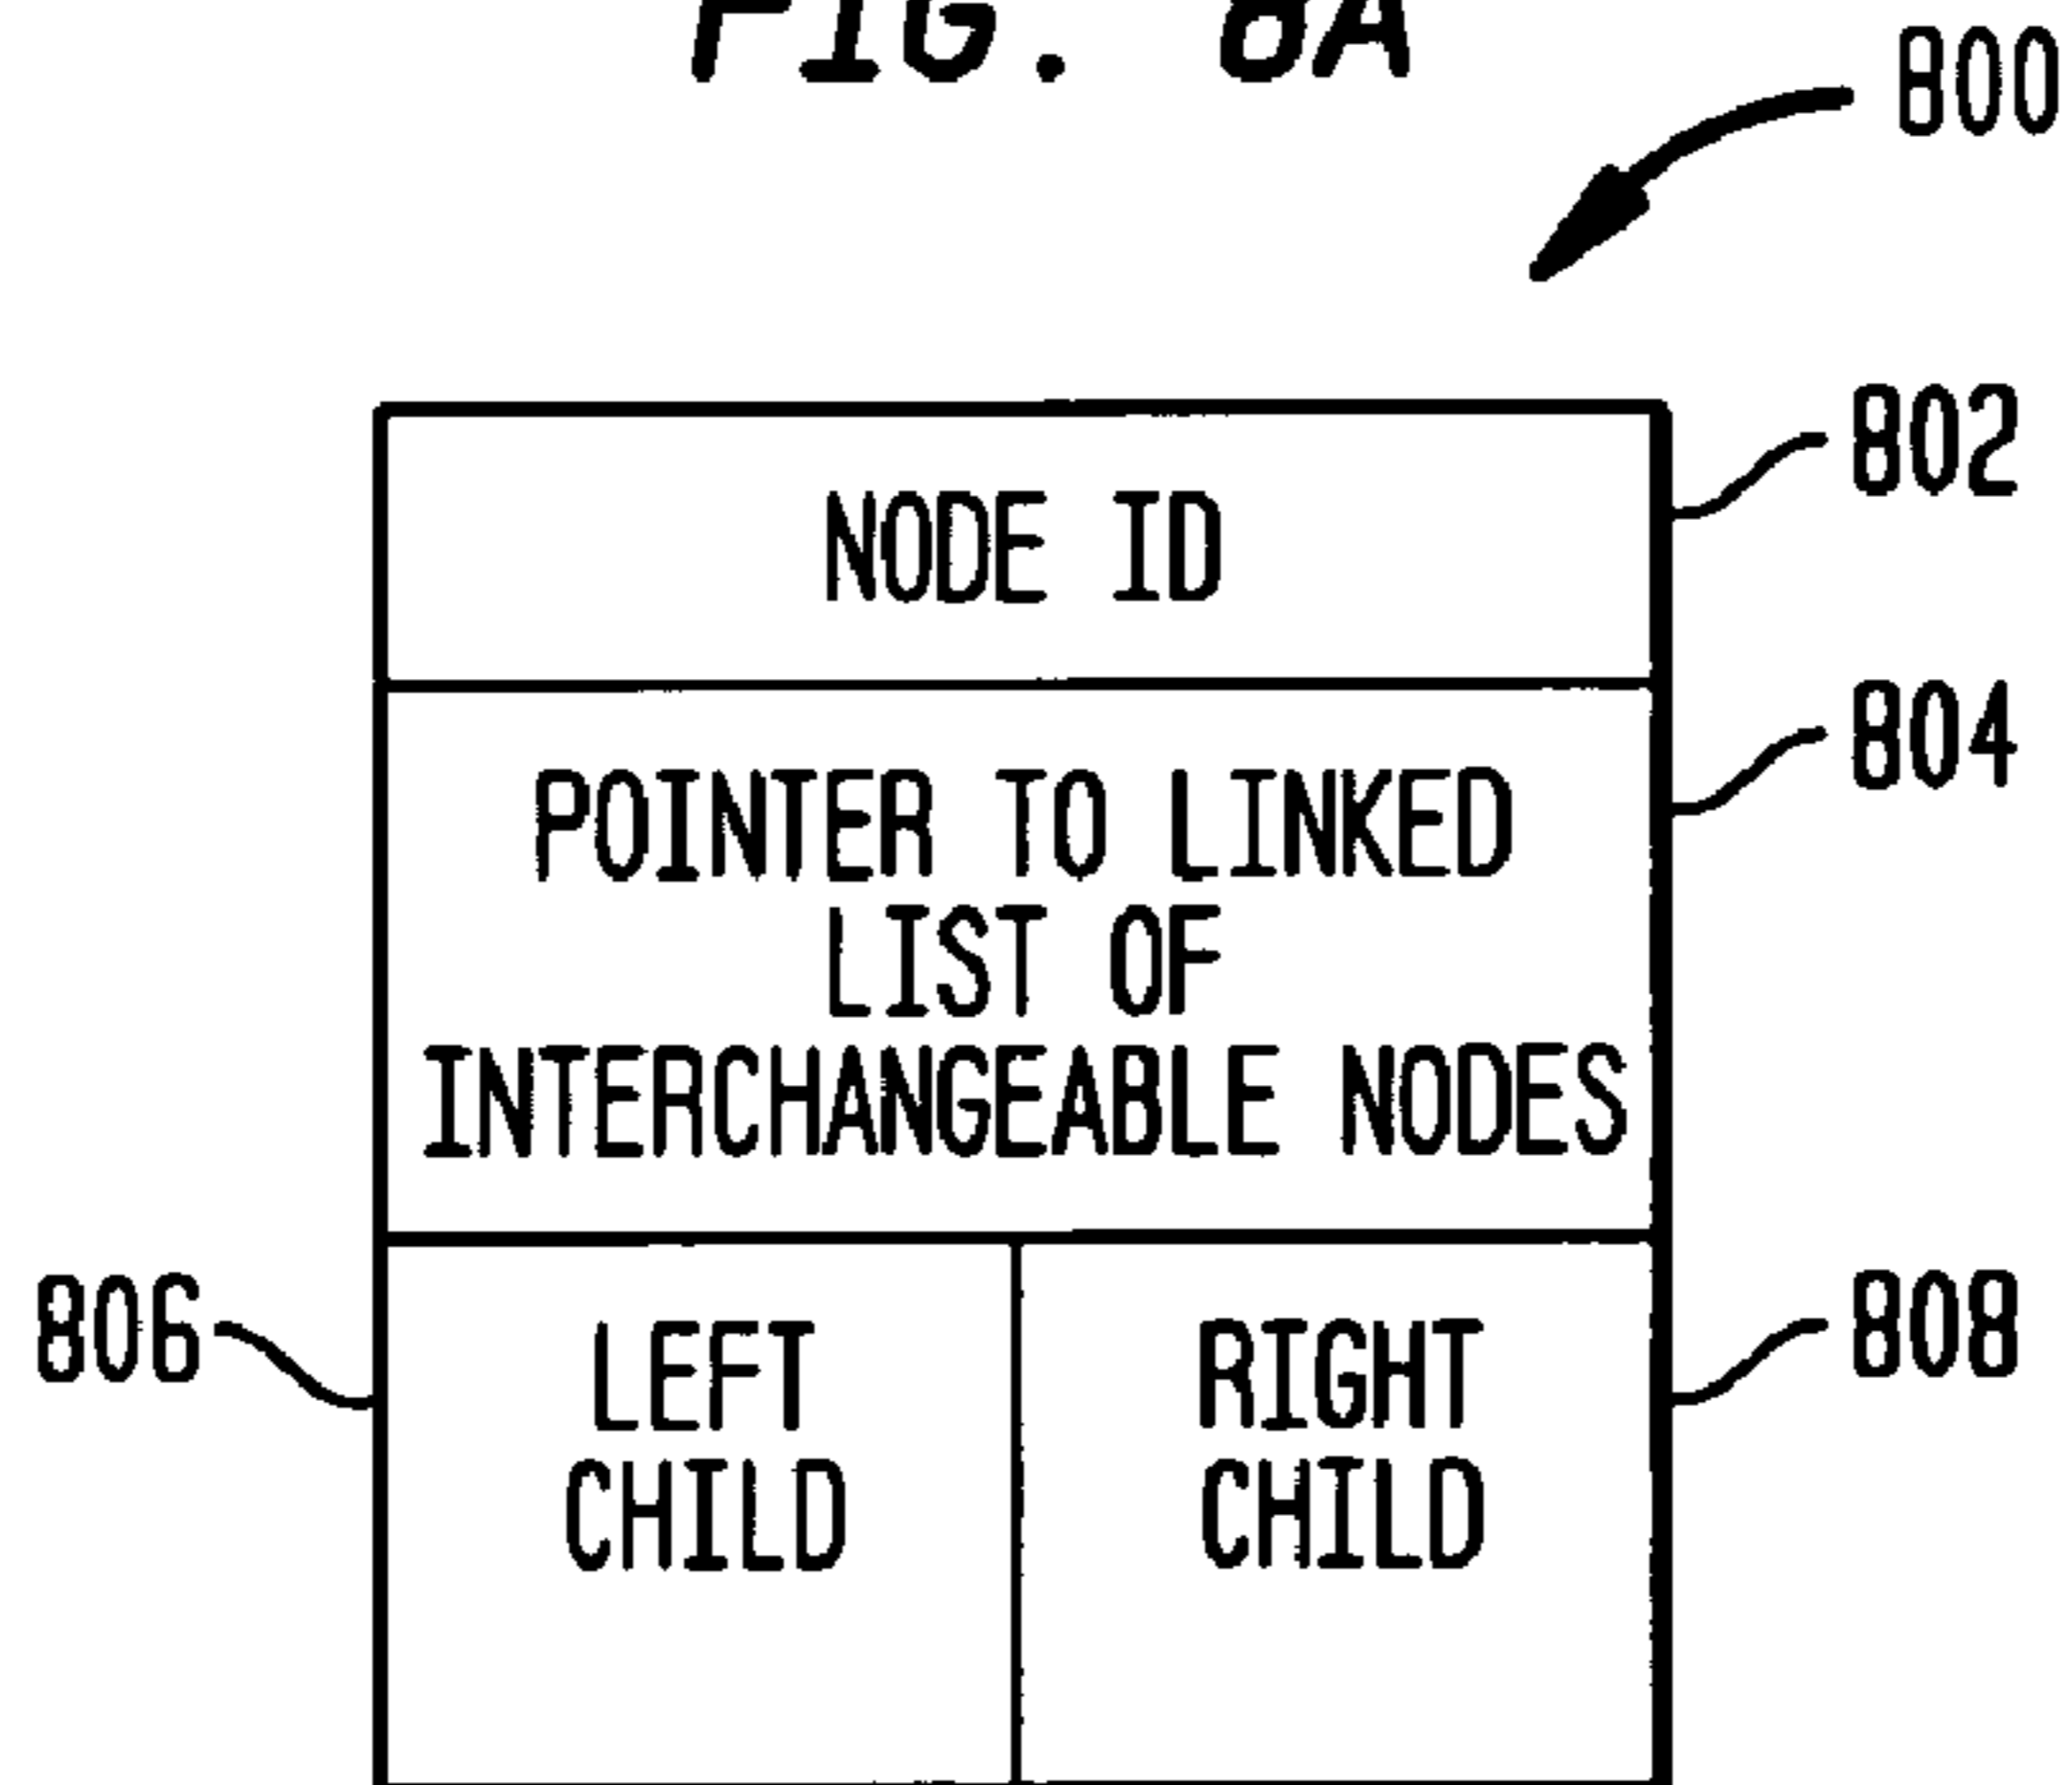 FIG. 8A
800
802
NODE ID
804
POINTER TO LINKED
LIST OF
INTERCHANGEABLE NODES
806
LEFT
CHILD
RIGHT
CHILD
808